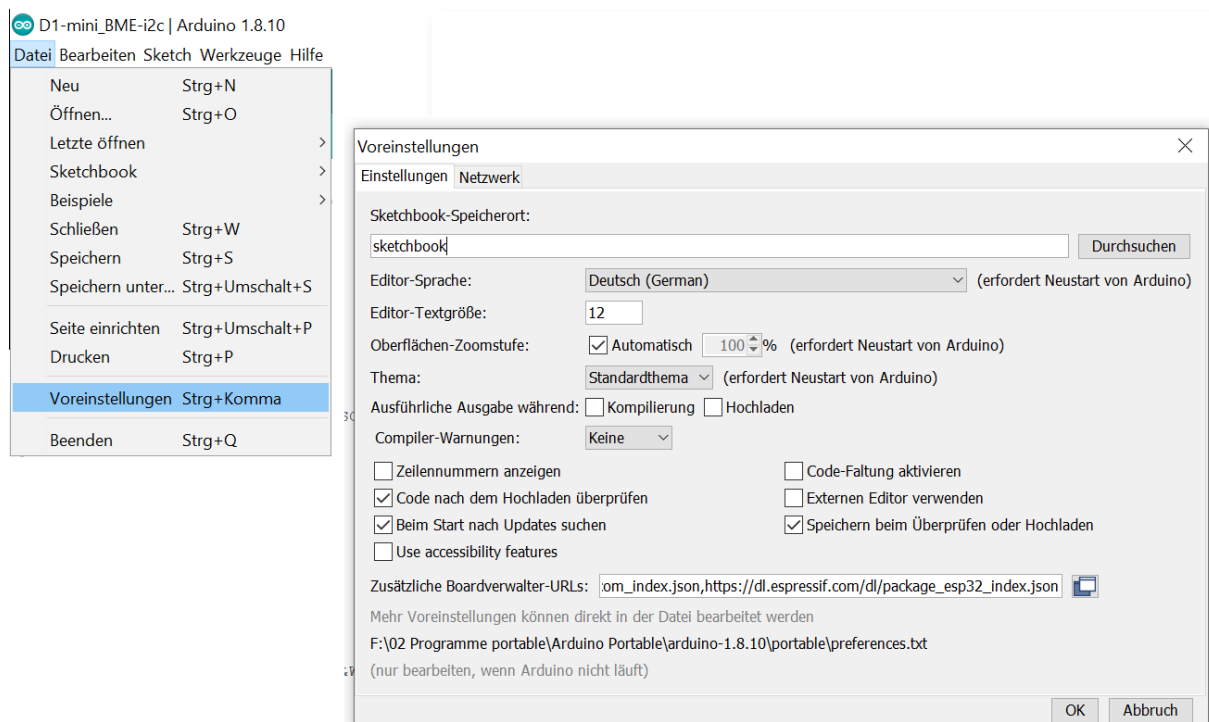 D1-mini_BME-i2c | Arduino 1.8.10
Datei Bearbeiten Sketch Werkzeuge Hilfe
Neu Strg+N
Öffnen... Strg+O
Letzte öffnen
Sketchbook
Beispiele
Schließen Strg+W
Speichern Strg+S
Speichern unter... Strg+Umschalt+S
Seite einrichten Strg+Umschalt+P
Drucken Strg+P
Voreinstellungen Strg+Komma
Beenden Strg+Q
Voreinstellungen
Einstellungen Netzwerk
Sketchbook-Speicherort:
sketchbook Durchsuchen
Editor-Sprache: Deutsch (German) (erfordert Neustart von Arduino)
Editor-Textgröße: 12
Oberflächen-Zoomstufe: Automatisch 100 % (erfordert Neustart von Arduino)
Thema: Standardthema (erfordert Neustart von Arduino)
Ausführliche Ausgabe während: Kompilierung Hochladen
Compiler-Warnungen: Keine
Zeilennummern anzeigen Code-Faltung aktivieren
Code nach dem Hochladen überprüfen Externen Editor verwenden
Beim Start nach Updates suchen Speichern beim Überprüfen oder Hochladen
Use accessibility features
Zusätzliche Boardverwalter-URLs: om_index.json,https://dl.espressif.com/dl/package_esp32_index.json
Mehr Voreinstellungen können direkt in der Datei bearbeitet werden
F:\02 Programme portable\Arduino Portable\arduino-1.8.10\portable\preferences.txt
(nur bearbeiten, wenn Arduino nicht läuft)
OK Abbruch